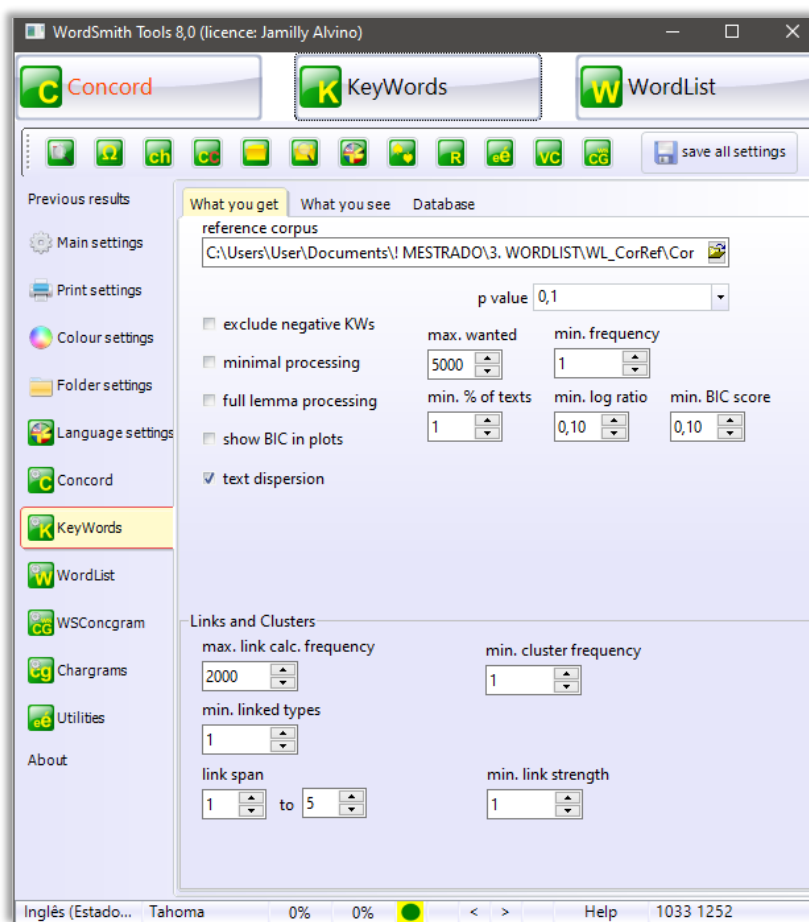 WordSmith Tools 8,0 (licence: Jamilly Alvino)
Concord KeyWords WordList
save all settings
Previous results
Main settings
Print settings
Colour settings
Folder settings
Language settings
Concord
KeyWords
WordList
WSConcgram
Chargrams
Utilities
About
What you get What you see Database
reference corpus
C:\Users\User\Documents\! MESTRADO\3. WORDLIST\WL_CorRef\Cor
p value 0,1
exclude negative KWs
minimal processing
full lemma processing
show BIC in plots
text dispersion
max. wanted min. frequency
5000 1
min. % of texts min. log ratio min. BIC score
1 0,10 0,10
Links and Clusters
max. link calc. frequency min. cluster frequency
2000 1
min. linked types
1
link span min. link strength
1 to 5 1
Inglês (Estado... Tahoma 0% 0% < > Help 1033 1252